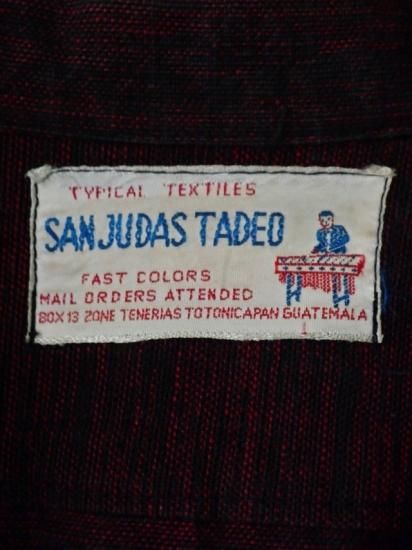 TYPICAL TEXTILES
SAN JUDAS TADEO
FAST COLORS
MAIL ORDERS ATTENDED
BOX 13 ZONE TENERIAS TOTONICAPAN GUATEMALA